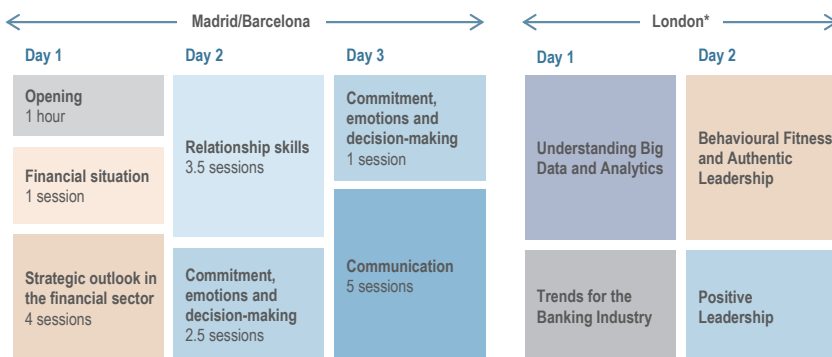 Madrid/Barcelona
London*
Day 1
Day 2
Day 3
Day 1
Day 2
Opening
1 hour
Financial situation
1 session
Strategic outlook in
the financial sector
4 sessions
Relationship skills
3.5 sessions
Commitment,
emotions and
decision-making
2.5 sessions
Commitment,
emotions and
decision-making
1 session
Communication
5 sessions
Understanding Big
Data and Analytics
Trends for the
Banking Industry
Behavioural Fitness
and Authentic
Leadership
Positive
Leadership